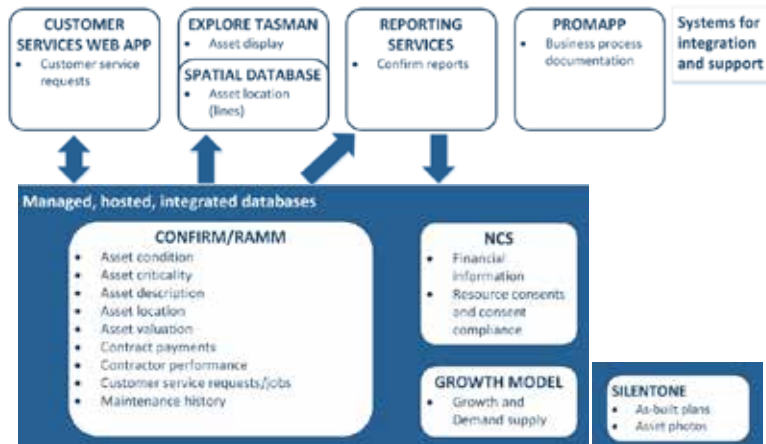 CUSTOMER
SERVICES WEB APP
• Customer service
requests
EXPLORE TASMAN
• Asset display
SPATIAL DATABASE
• Asset location
(lines)
REPORTING
SERVICES
• Confirm reports
PROMAPP
• Business process
documentation
Systems for
integration
and support
Managed, hosted, integrated databases
CONFIRM/RAMM
• Asset condition
• Asset criticality
• Asset description
• Asset location
• Asset valuation
• Contract payments
• Contractor performance
• Customer service requests/jobs
• Maintenance history
NCS
• Financial
information
• Resource consents
and consent
compliance
GROWTH MODEL
• Growth and
Demand supply
SILENTONE
• As-built plans
• Asset photos